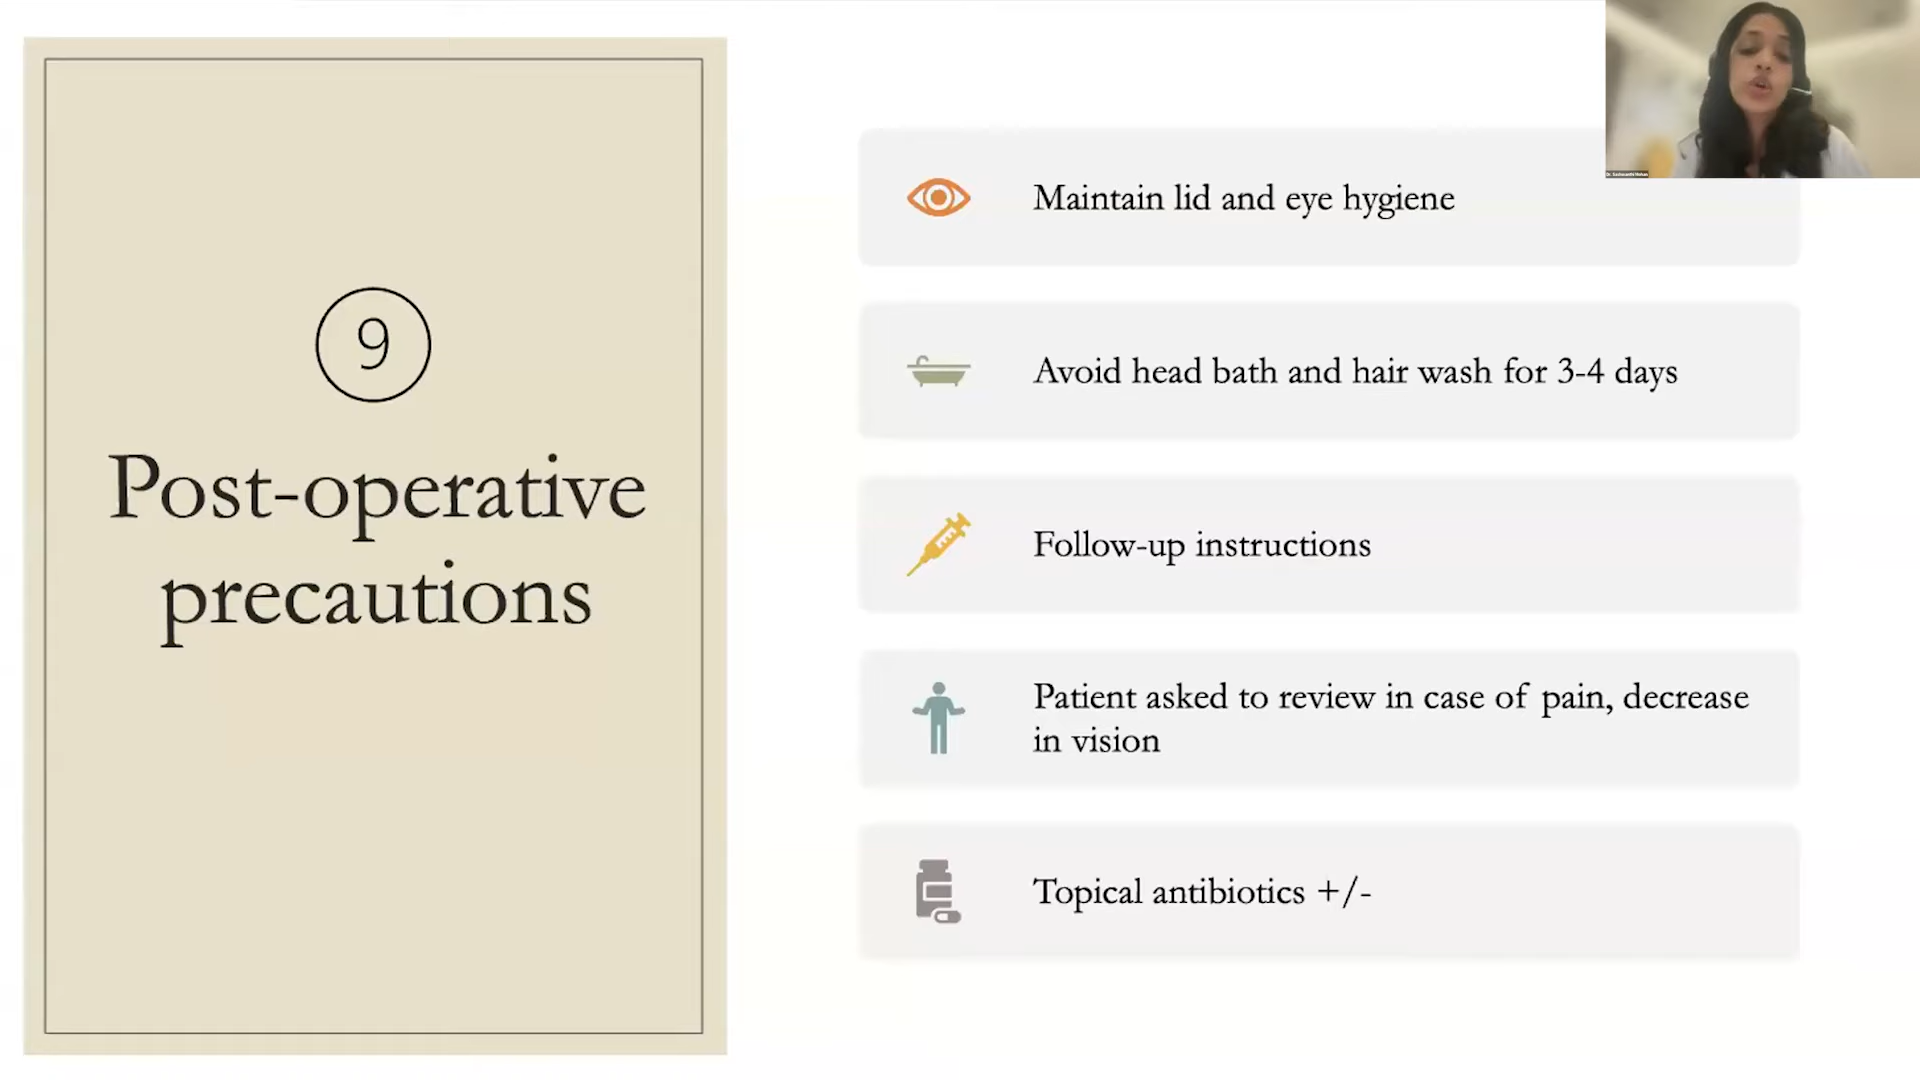 9
Post-operative
precautions
Maintain lid and eye hygiene
Avoid head bath and hair wash for 3-4 days
Follow-up instructions
Patient asked to review in case of pain, decrease
in vision
Topical antibiotics +/-